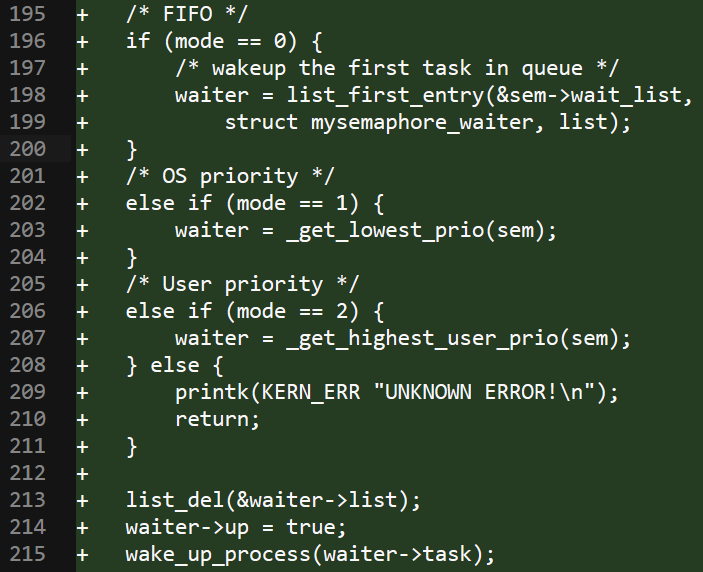 195 +   /* FIFO */
196 +   if (mode == 0) {
197 +       /* wakeup the first task in queue */
198 +       waiter = list_first_entry(&sem->wait_list,
199 +           struct mysemaphore_waiter, list);
200 +   }
201 +   /* OS priority */
202 +   else if (mode == 1) {
203 +       waiter = _get_lowest_prio(sem);
204 +   }
205 +   /* User priority */
206 +   else if (mode == 2) {
207 +       waiter = _get_highest_user_prio(sem);
208 +   } else {
209 +       printk(KERN_ERR "UNKNOWN ERROR!\n");
210 +       return;
211 +   }
212 +
213 +   list_del(&waiter->list);
214 +   waiter->up = true;
215 +   wake_up_process(waiter->task);